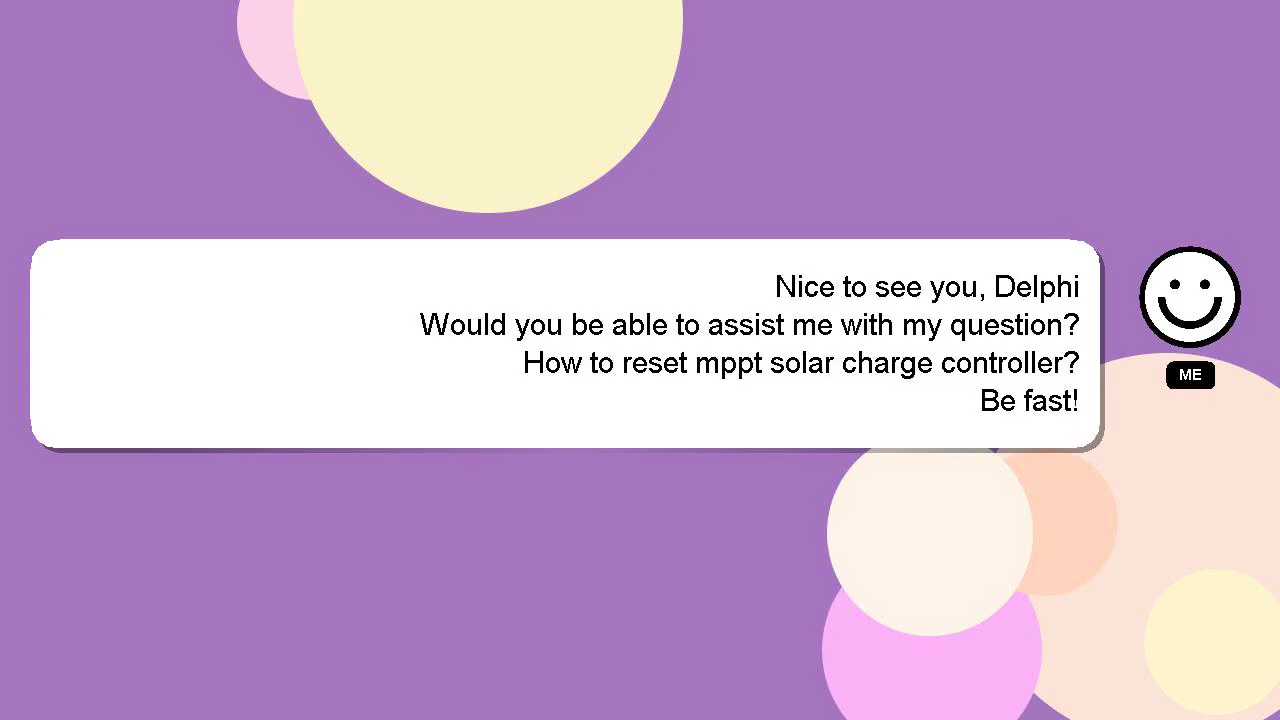 Nice to see you, Delphi
Would you be able to assist me with my question?
How to reset mppt solar charge controller?
Be fast!
ME